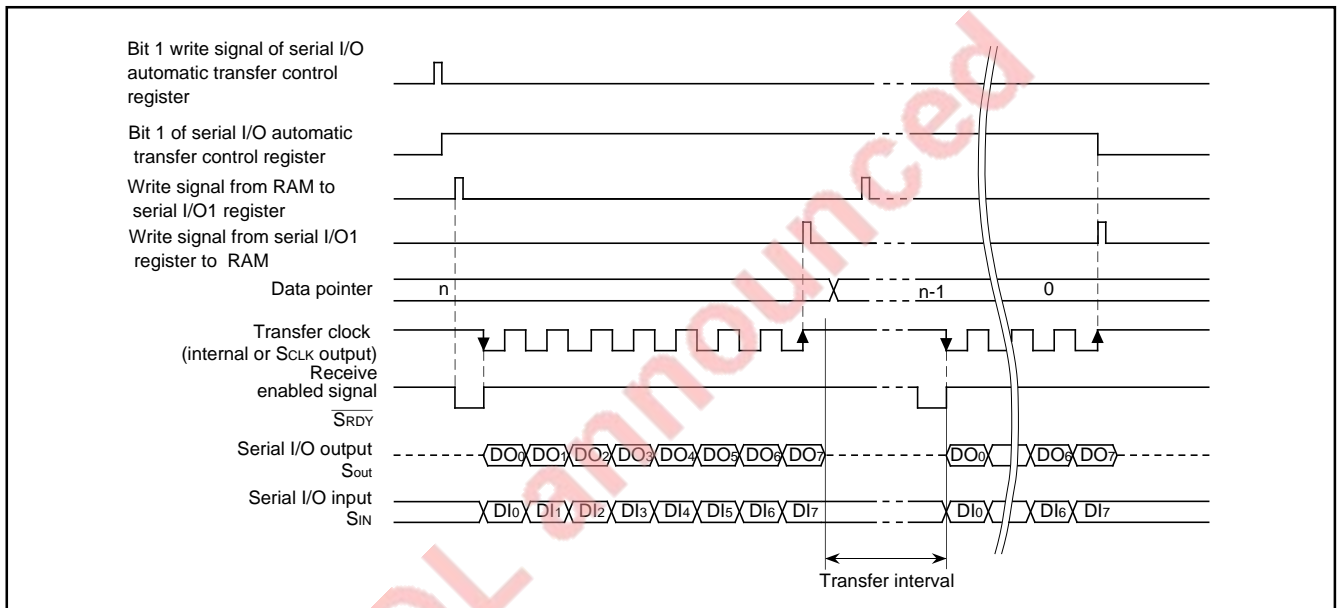 Bit 1 write signal of serial I/O
automatic transfer control
register
Bit 1 of serial I/O automatic
transfer control register
Write signal from RAM to
serial I/O1 register
Write signal from serial I/O1
register to RAM
Data pointer
n
n-1
0
Transfer clock
(internal or SCLK output)
Receive
enabled signal
SRDY
Serial I/O output
Sout
DO0 DO1 DO2 DO3 DO4 DO5 DO6 DO7 DO0 DO6 DO7
Serial I/O input
SIN
DI0 DI1 DI2 DI3 DI4 DI5 DI6 DI7 DI0 DI6 DI7
Transfer interval
OL announced